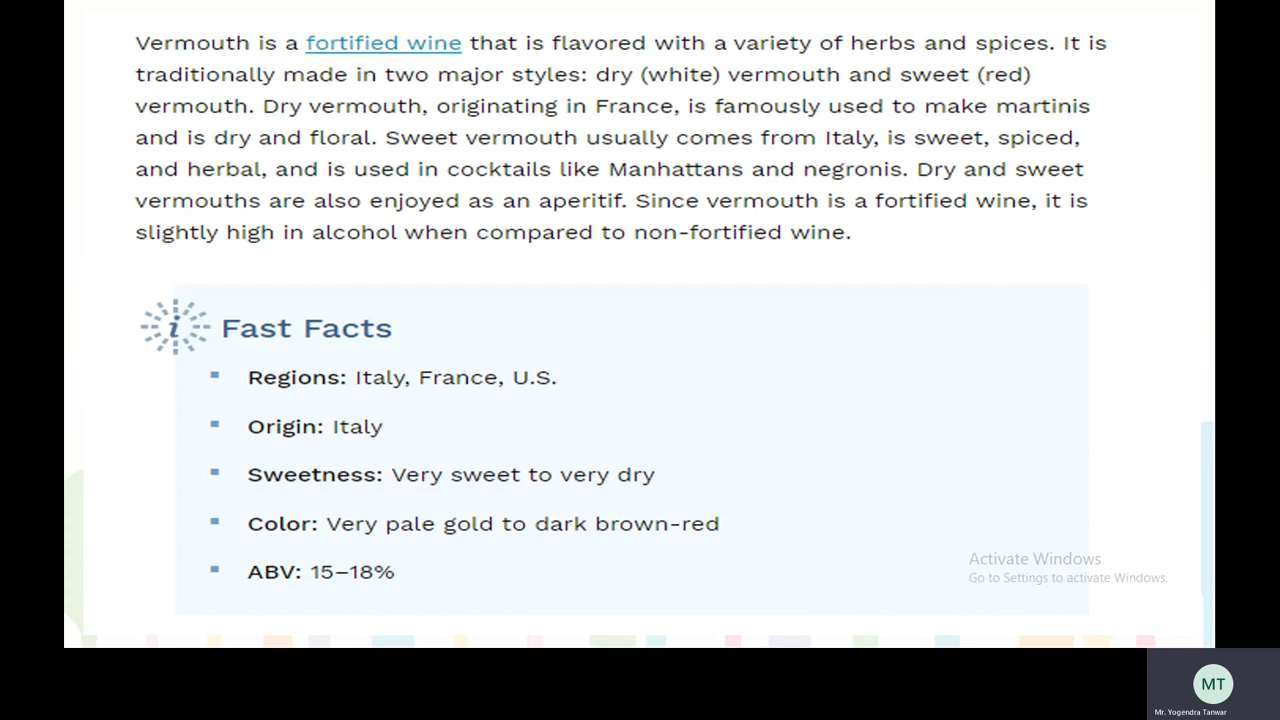 Vermouth is a fortified wine that is flavored with a variety of herbs and spices. It is
traditionally made in two major styles: dry (white) vermouth and sweet (red)
vermouth. Dry vermouth, originating in France, is famously used to make martinis
and is dry and floral. Sweet vermouth usually comes from Italy, is sweet, spiced,
and herbal, and is used in cocktails like Manhattans and negronis. Dry and sweet
vermouths are also enjoyed as an aperitif. Since vermouth is a fortified wine, it is
slightly high in alcohol when compared to non-fortified wine.
i Fast Facts
Regions: Italy, France, U.S.
Origin: Italy
Sweetness: Very sweet to very dry
Color: Very pale gold to dark brown-red
ABV: 15–18%
Activate Windows
Go to Settings to activate Windows.
MT
Mr. Yogendra Tanwar